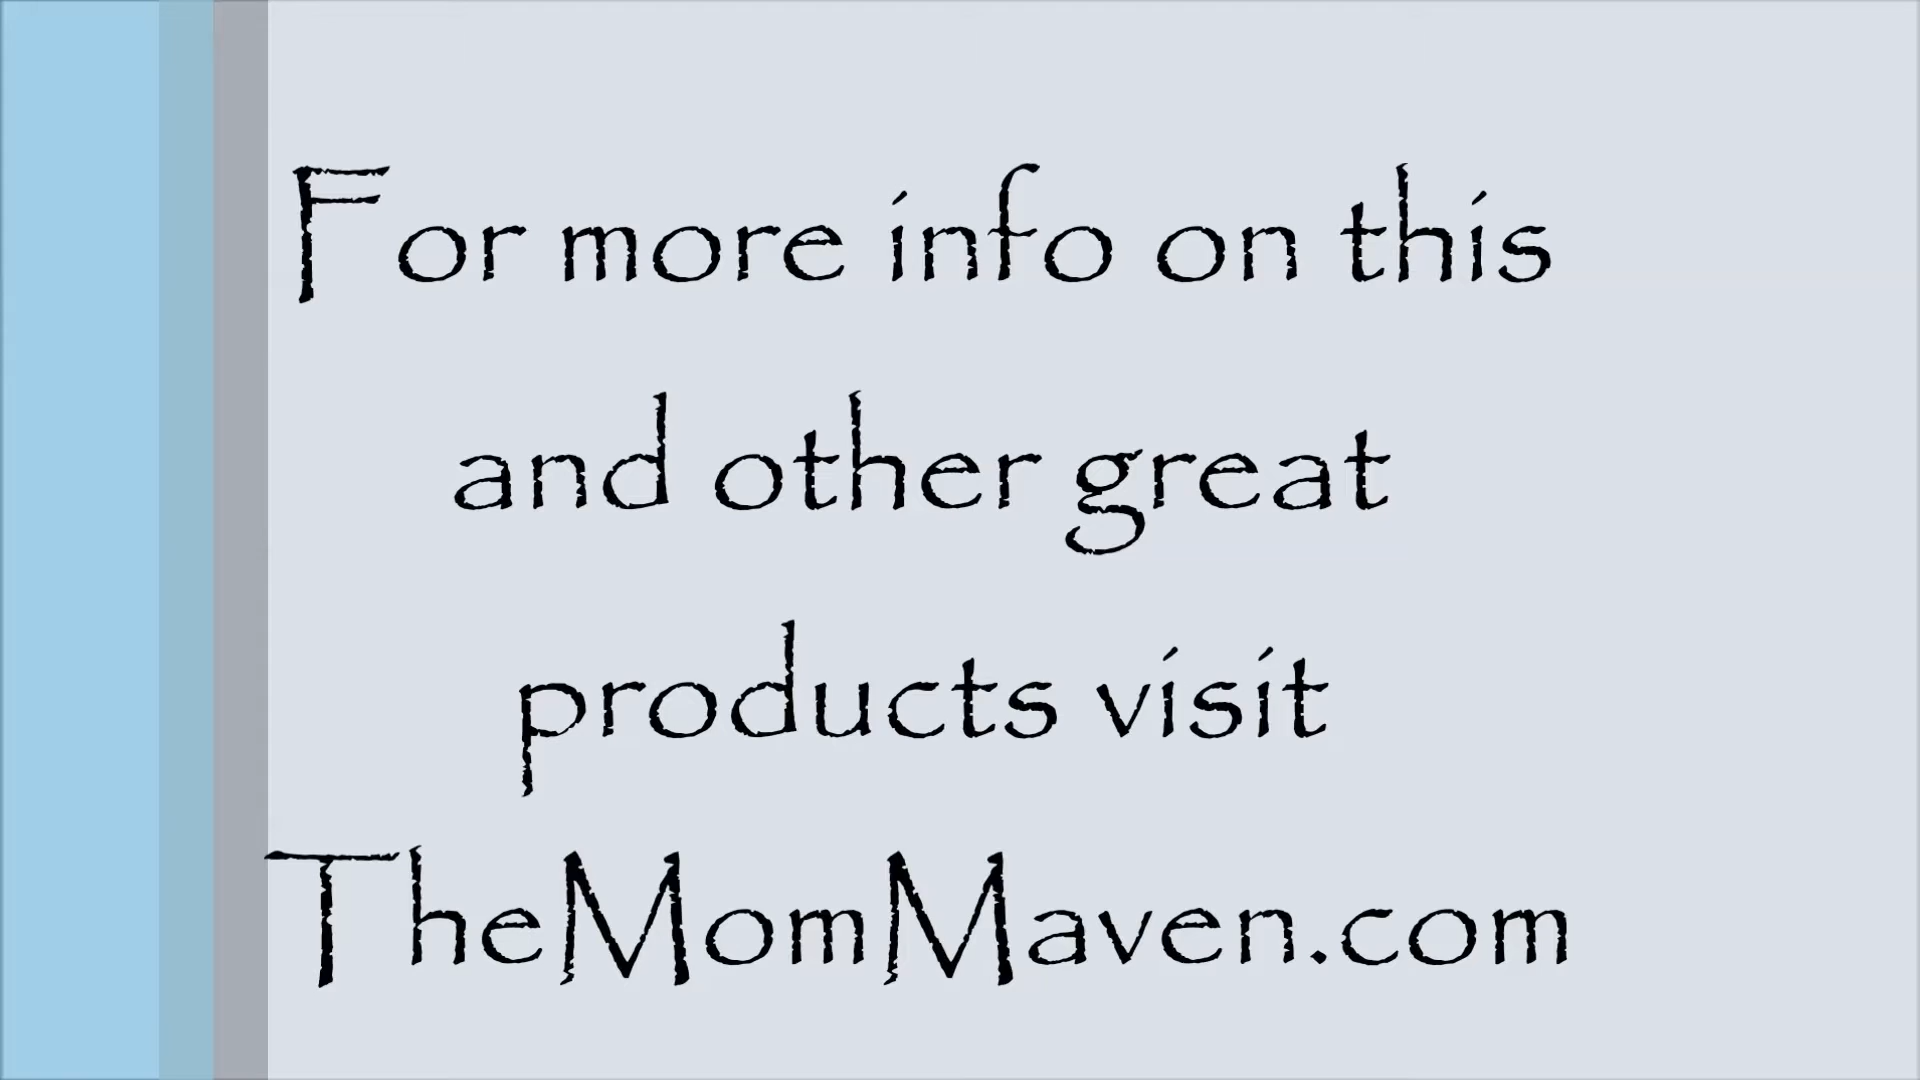 For more info on this
and other great
products visit
TheMomMaven.com